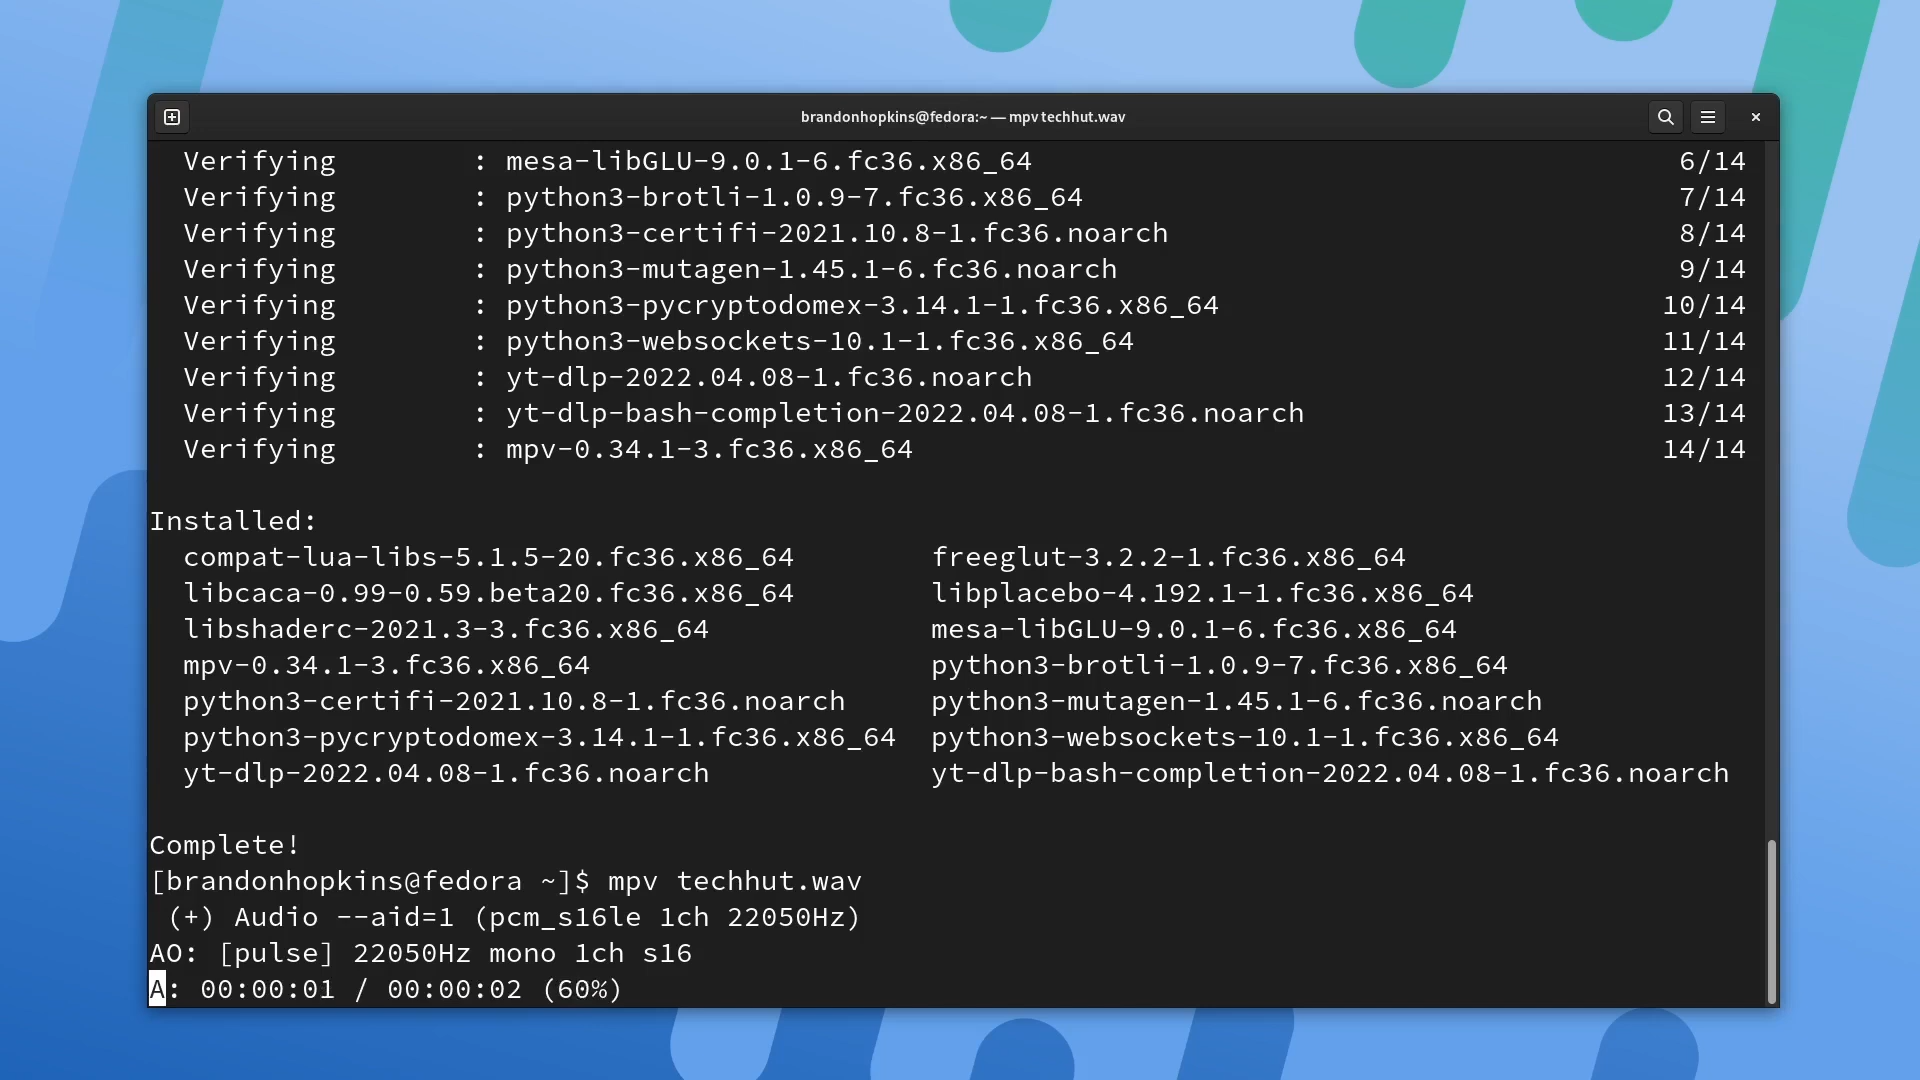 brandonhopkins@fedora:~ — mpv techhut.wav
Verifying : mesa-libGLU-9.0.1-6.fc36.x86_64 6/14
Verifying : python3-brotli-1.0.9-7.fc36.x86_64 7/14
Verifying : python3-certifi-2021.10.8-1.fc36.noarch 8/14
Verifying : python3-mutagen-1.45.1-6.fc36.noarch 9/14
Verifying : python3-pycryptodomex-3.14.1-1.fc36.x86_64 10/14
Verifying : python3-websockets-10.1-1.fc36.x86_64 11/14
Verifying : yt-dlp-2022.04.08-1.fc36.noarch 12/14
Verifying : yt-dlp-bash-completion-2022.04.08-1.fc36.noarch 13/14
Verifying : mpv-0.34.1-3.fc36.x86_64 14/14
Installed:
compat-lua-libs-5.1.5-20.fc36.x86_64 freeglut-3.2.2-1.fc36.x86_64
libcaca-0.99-0.59.beta20.fc36.x86_64 libplacebo-4.192.1-1.fc36.x86_64
libshaderc-2021.3-3.fc36.x86_64 mesa-libGLU-9.0.1-6.fc36.x86_64
mpv-0.34.1-3.fc36.x86_64 python3-brotli-1.0.9-7.fc36.x86_64
python3-certifi-2021.10.8-1.fc36.noarch python3-mutagen-1.45.1-6.fc36.noarch
python3-pycryptodomex-3.14.1-1.fc36.x86_64 python3-websockets-10.1-1.fc36.x86_64
yt-dlp-2022.04.08-1.fc36.noarch yt-dlp-bash-completion-2022.04.08-1.fc36.noarch
Complete!
[brandonhopkins@fedora ~]$ mpv techhut.wav
(+) Audio --aid=1 (pcm_s16le 1ch 22050Hz)
AO: [pulse] 22050Hz mono 1ch s16
A: 00:00:01 / 00:00:02 (60%)